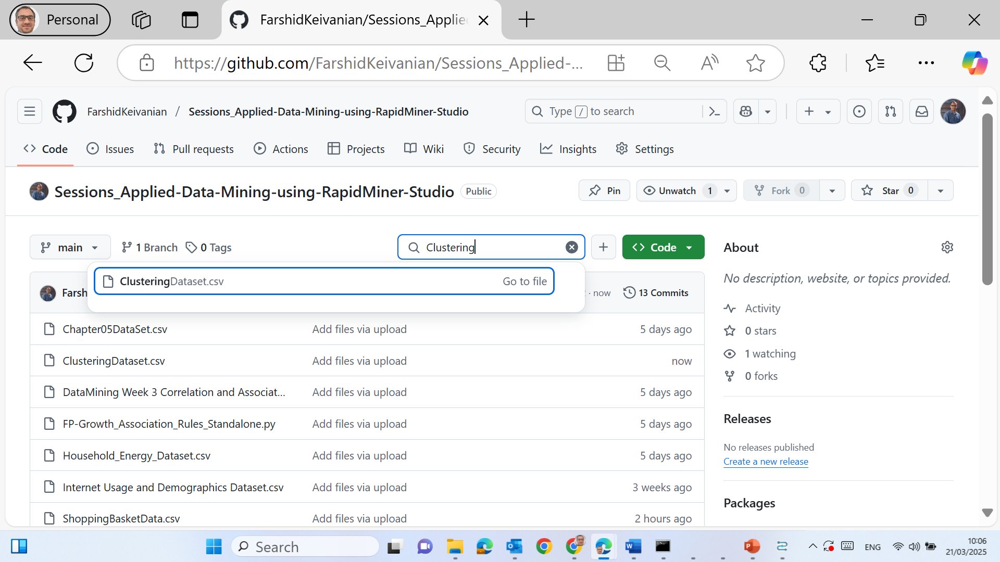 Personal
FarshidKeivanian/Sessions_Applie
https://github.com/FarshidKeivanian/Sessions_Applied-...
FarshidKeivanian / Sessions_Applied-Data-Mining-using-RapidMiner-Studio
Type / to search
Code
Issues
Pull requests
Actions
Projects
Wiki
Security
Insights
Settings
Sessions_Applied-Data-Mining-using-RapidMiner-Studio Public
Pin
Unwatch 1
Fork 0
Star 0
main
1 Branch
0 Tags
Clustering
Code
ClusteringDataset.csv Go to file
Farsh
· now
13 Commits
Chapter05DataSet.csv Add files via upload 5 days ago
ClusteringDataset.csv Add files via upload now
DataMining Week 3 Correlation and Associat... Add files via upload 5 days ago
FP-Growth_Association_Rules_Standalone.py Add files via upload 5 days ago
Household_Energy_Dataset.csv Add files via upload 5 days ago
Internet Usage and Demographics Dataset.csv Add files via upload 3 weeks ago
ShoppingBasketData.csv Add files via upload 2 hours ago
About
No description, website, or topics provided.
Activity
0 stars
1 watching
0 forks
Releases
No releases published
Create a new release
Packages
Search
ENG
10:06
21/03/2025